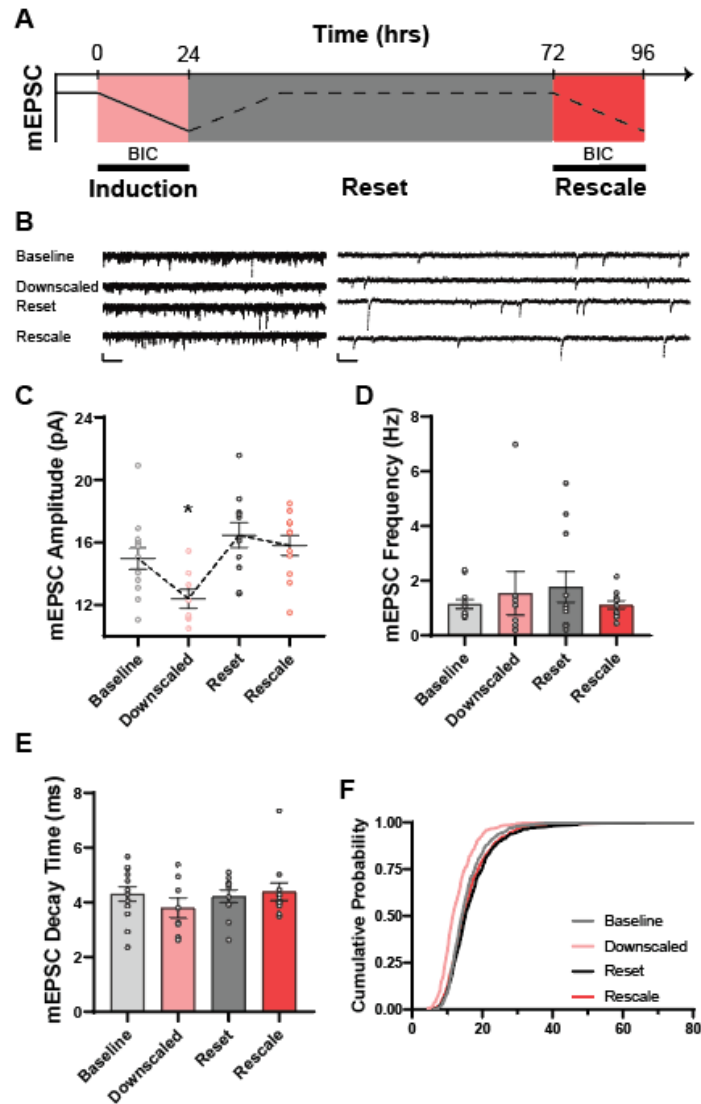 A
Time (hrs)
0 24 72 96
mEPSC
BIC BIC
Induction Reset Rescale
B
Baseline
Downscaled
Reset
Rescale
C
mEPSC Amplitude (pA)
24
20
16
12
*
Baseline
Downscaled
Reset
Rescale
D
mEPSC Frequency (Hz)
8
6
4
2
0
Baseline
Downscaled
Reset
Rescale
E
mEPSC Decay Time (ms)
8
6
4
2
0
Baseline
Downscaled
Reset
Rescale
F
Cumulative Probability
1.00
0.75
0.50
0.25
0.00
Baseline
Downscaled
Reset
Rescale
0 20 40 60 80